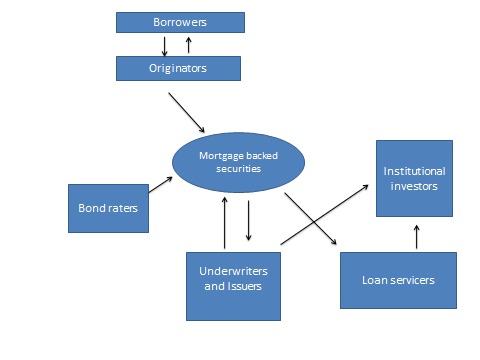 Borrowers
Originators
Mortgage backed
securities
Institutional
investors
Bond raters
Underwriters
and Issuers
Loan servicers